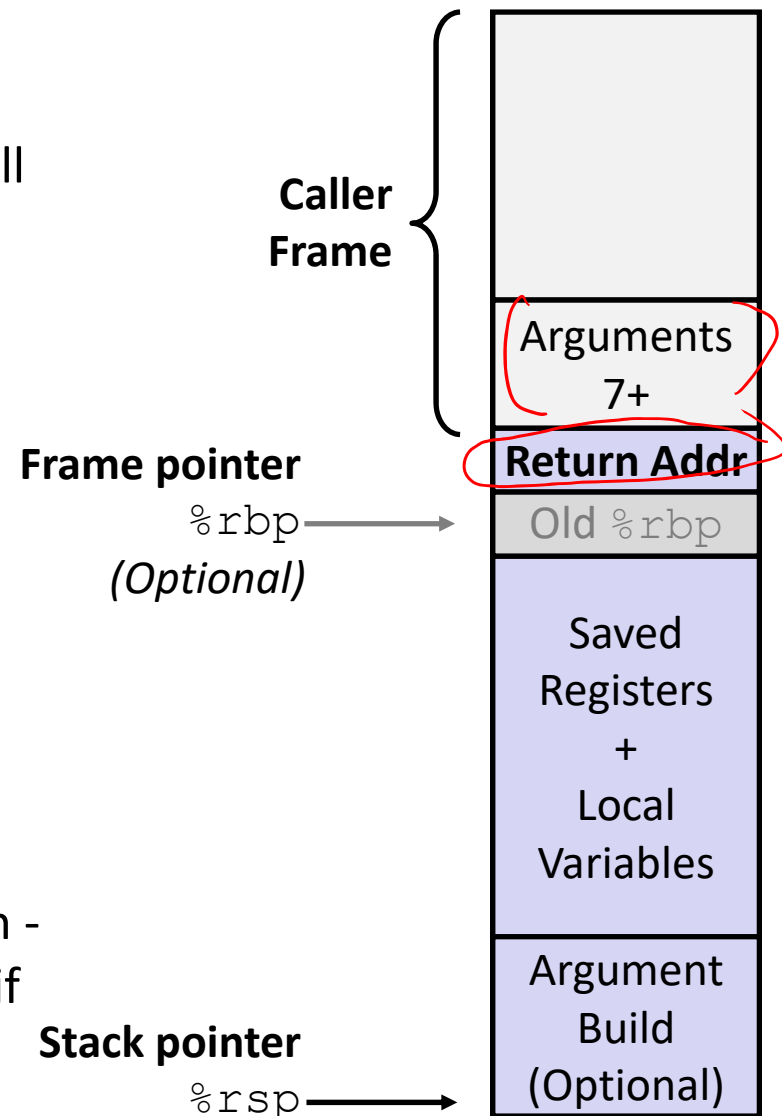 ll
Caller
Frame
Arguments
7+
Frame pointer
%rbp
(Optional)
Return Addr
Old %rbp
Saved
Registers
+
Local
Variables
n -
if
Stack pointer
%rsp
Argument
Build
(Optional)